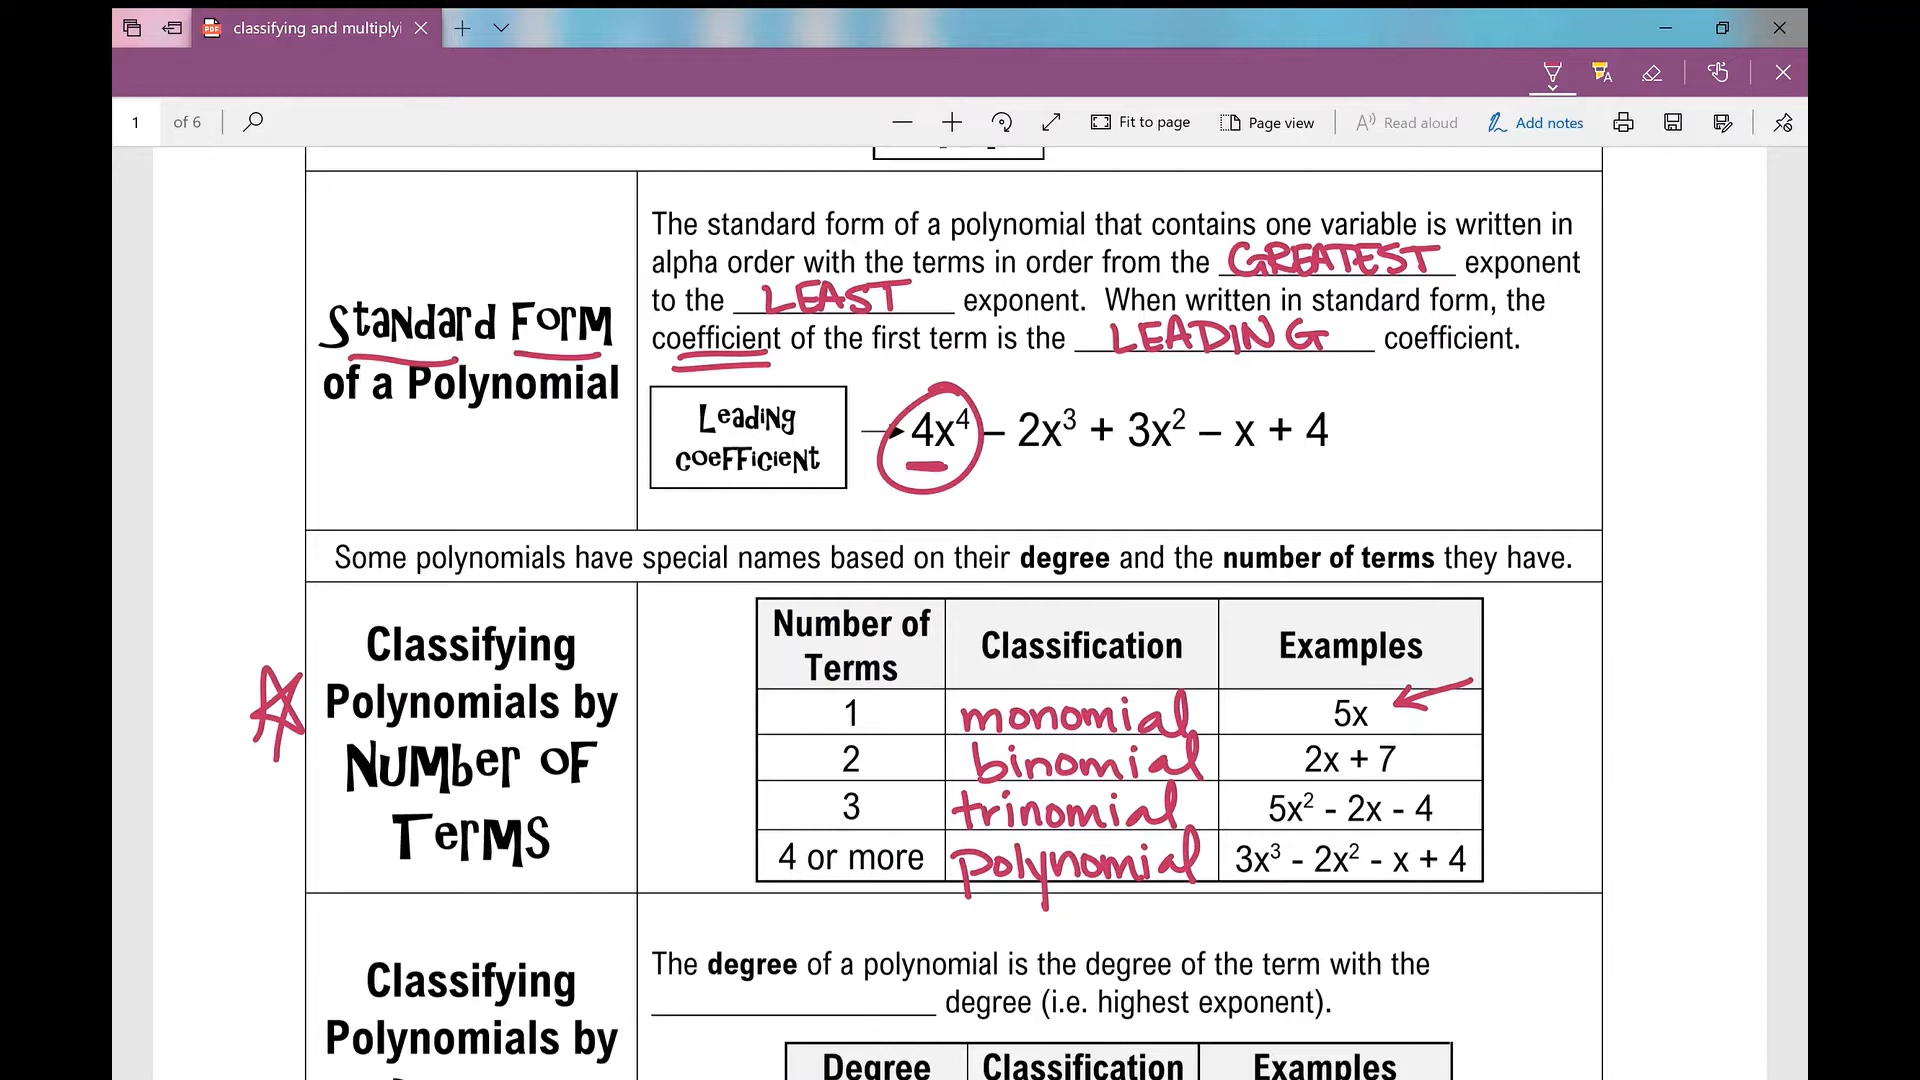 classifying and multiplyi
1 of 6
Fit to page
Page view
Read aloud
Add notes
The standard form of a polynomial that contains one variable is written in
alpha order with the terms in order from the GREATEST exponent
to the LEAST exponent. When written in standard form, the
coefficient of the first term is the LEADING coefficient.
Standard Form
of a Polynomial
Leading
coefficient
4x⁴ – 2x³ + 3x² – x + 4
Some polynomials have special names based on their degree and the number of terms they have.
Classifying
Polynomials by
Number of
Terms
Number of Terms Classification Examples
1 monomial 5x
2 binomial 2x + 7
3 trinomial 5x² - 2x - 4
4 or more polynomial 3x³ - 2x² - x + 4
Classifying
Polynomials by
The degree of a polynomial is the degree of the term with the
____________ degree (i.e. highest exponent).
Degree Classification Examples